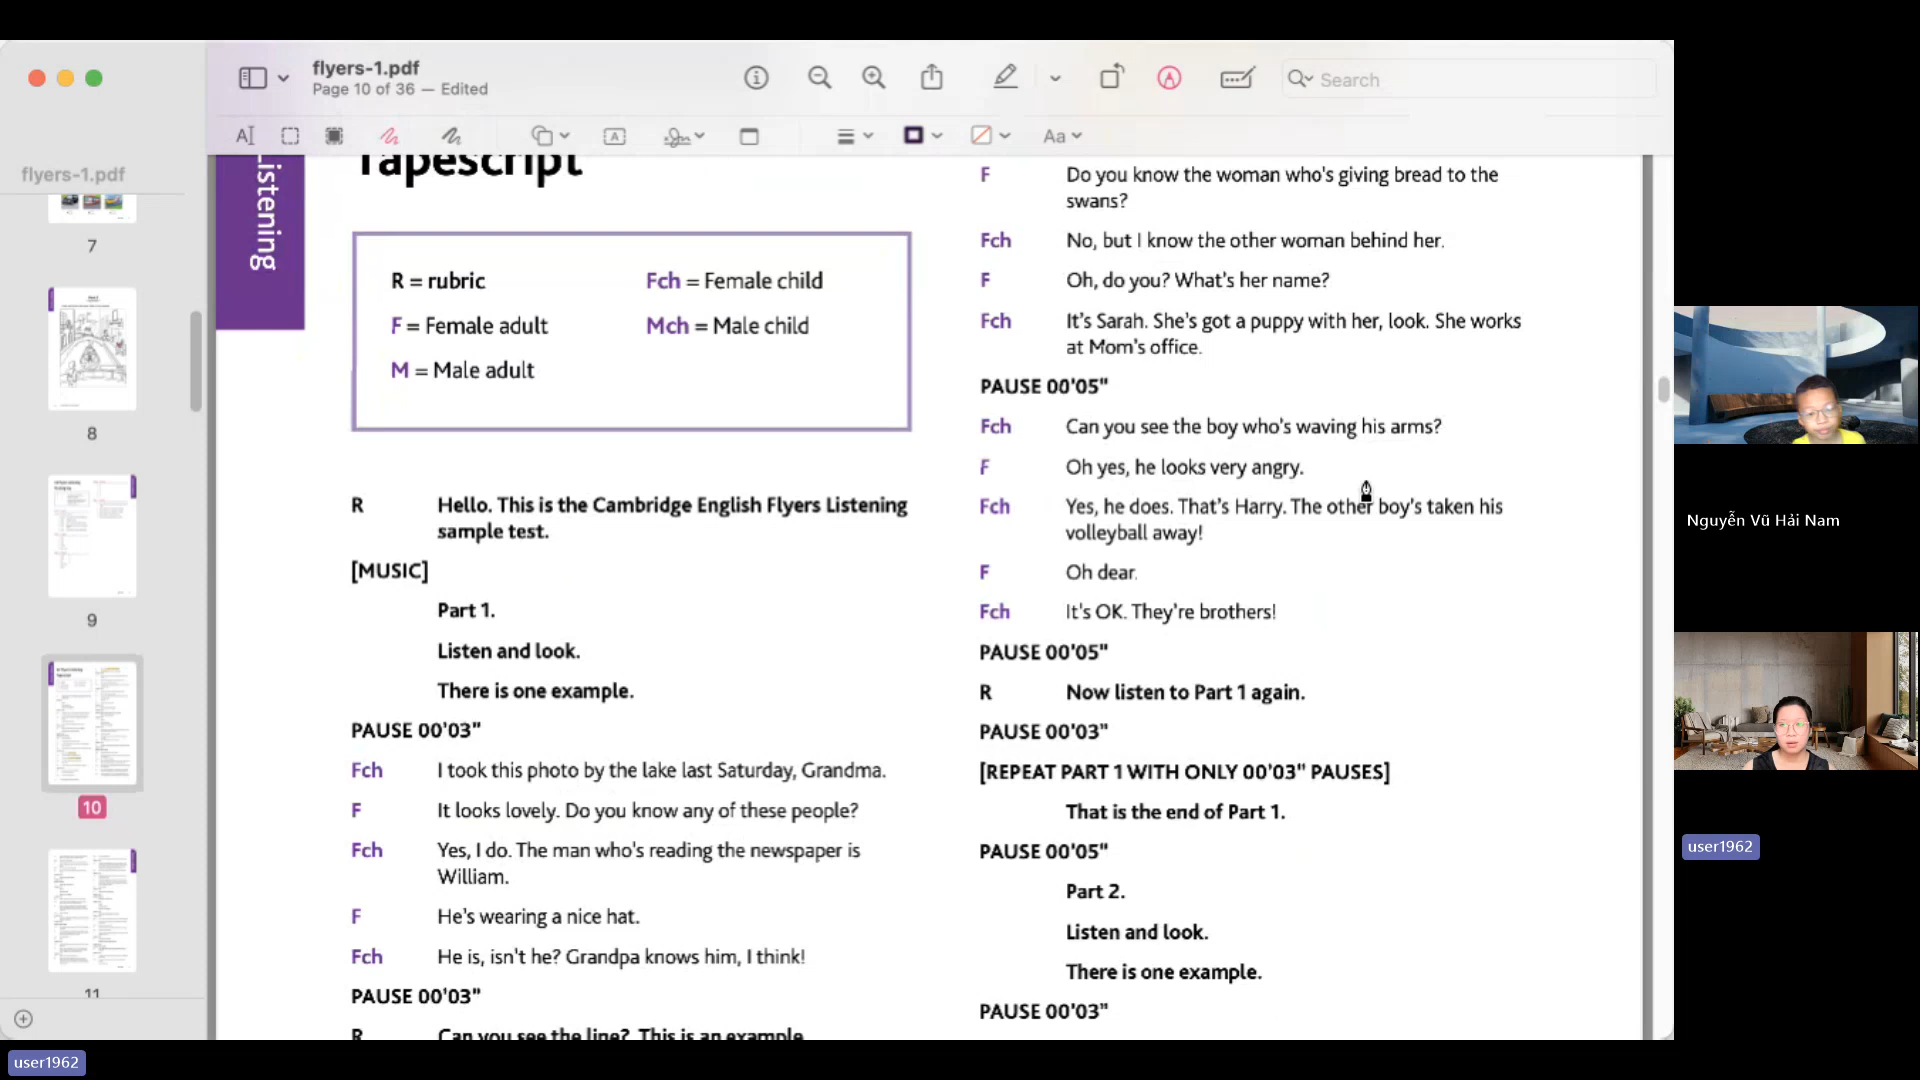 flyers-1.pdf
Page 10 of 36 — Edited
Search
Aa
flyers-1.pdf
7
8
9
10
11
Listening
Tapescript
R = rubric
Fch = Female child
F = Female adult
Mch = Male child
M = Male adult
R Hello. This is the Cambridge English Flyers Listening
sample test.
[MUSIC]
Part 1.
Listen and look.
There is one example.
PAUSE 00'03"
Fch I took this photo by the lake last Saturday, Grandma.
F It looks lovely. Do you know any of these people?
Fch Yes, I do. The man who's reading the newspaper is
William.
F He's wearing a nice hat.
Fch He is, isn't he? Grandpa knows him, I think!
PAUSE 00'03"
R Can you see the line? This is an example.
F Do you know the woman who's giving bread to the
swans?
Fch No, but I know the other woman behind her.
F Oh, do you? What's her name?
Fch It's Sarah. She's got a puppy with her, look. She works
at Mom's office.
PAUSE 00'05"
Fch Can you see the boy who's waving his arms?
F Oh yes, he looks very angry.
Fch Yes, he does. That's Harry. The other boy's taken his
volleyball away!
F Oh dear.
Fch It's OK. They're brothers!
PAUSE 00'05"
R Now listen to Part 1 again.
PAUSE 00'03"
[REPEAT PART 1 WITH ONLY 00'03" PAUSES]
That is the end of Part 1.
PAUSE 00'05"
Part 2.
Listen and look.
There is one example.
PAUSE 00'03"
Nguyễn Vũ Hải Nam
user1962
user1962